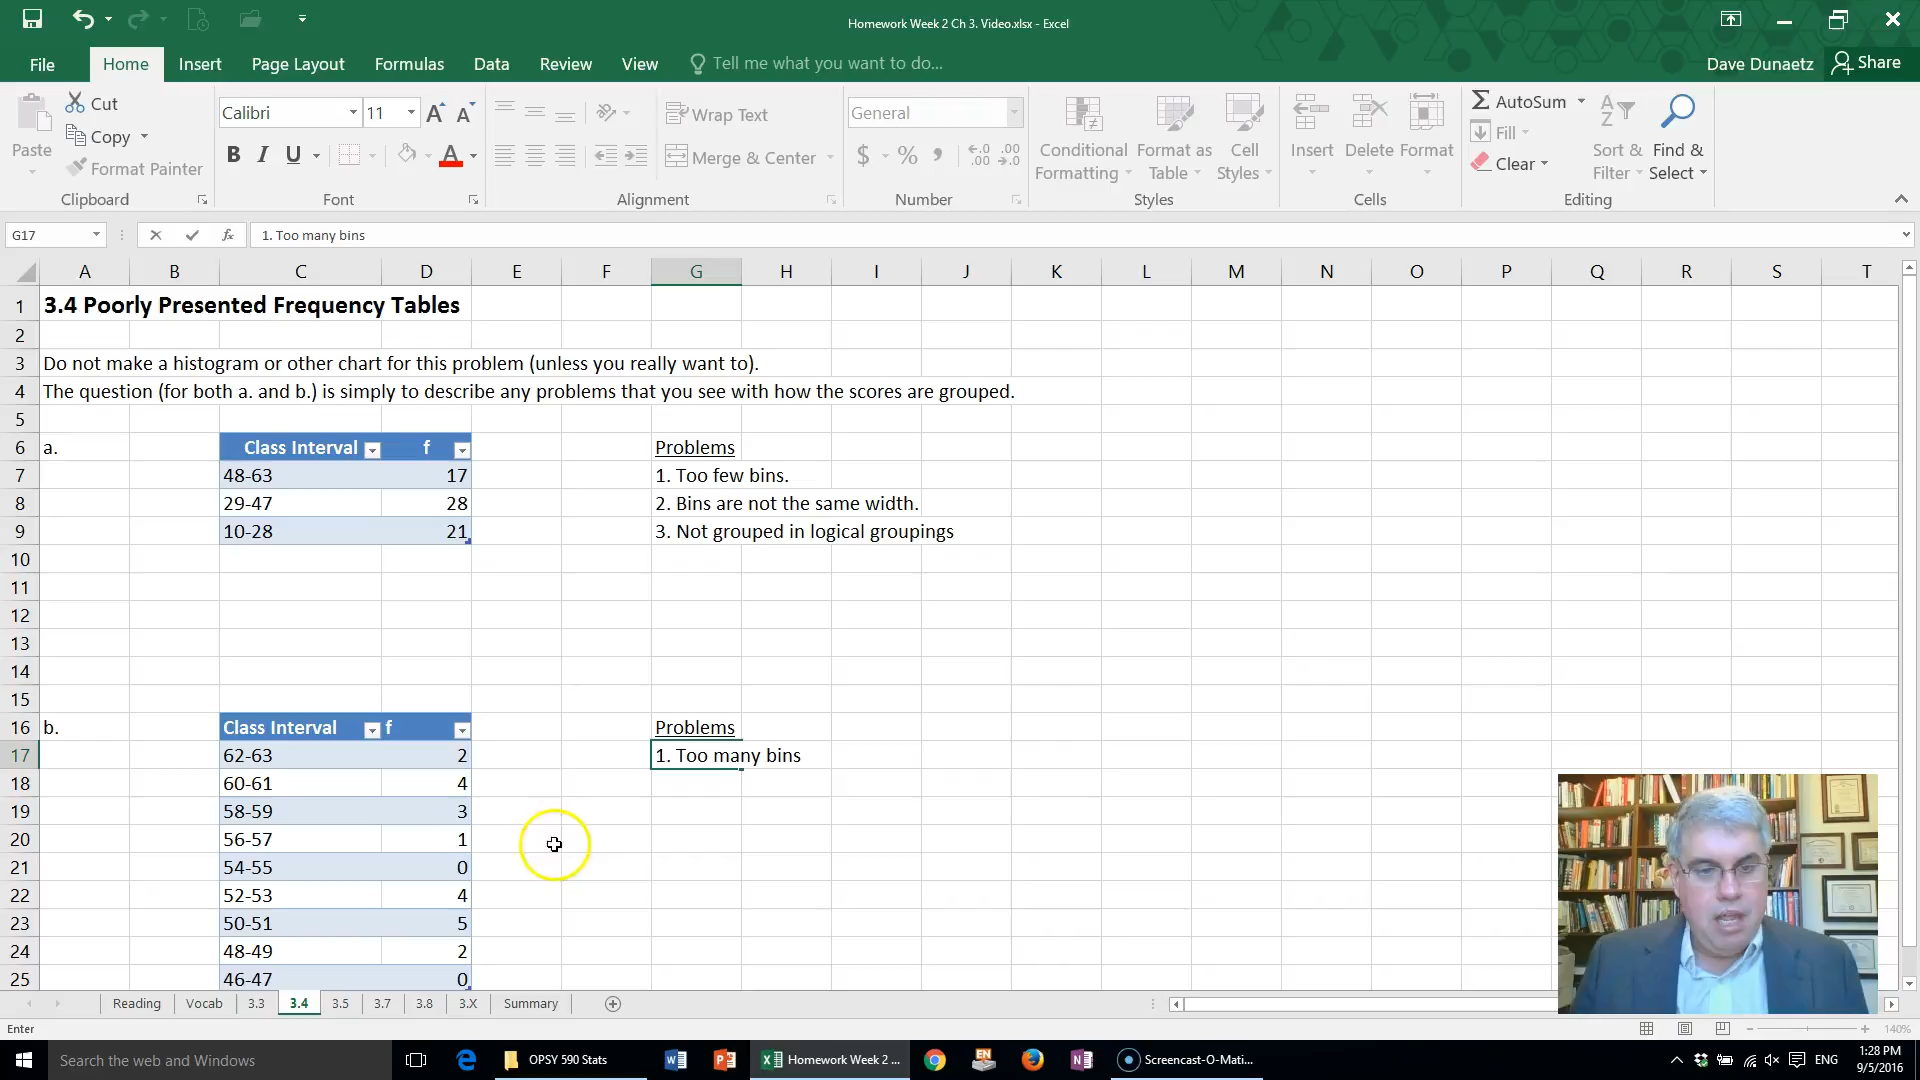 Homework Week 2 Ch 3. Video.xlsx - Excel
File Home Insert Page Layout Formulas Data Review View Tell me what you want to do... Dave Dunaetz Share
Paste Cut Copy Format Painter Clipboard
Calibri 11 A A B I U A Font
Wrap Text Merge & Center Alignment
General $ % , Number
Conditional Formatting Format as Table Cell Styles Styles
Insert Delete Format Cells
AutoSum Fill Clear Sort & Filter Find & Select Editing
G17 fx 1. Too many bins
A B C D E F G H I J K L M N O P Q R S T
1 3.4 Poorly Presented Frequency Tables
2
3 Do not make a histogram or other chart for this problem (unless you really want to).
4 The question (for both a. and b.) is simply to describe any problems that you see with how the scores are grouped.
5
6 a. Class Interval f Problems
7 48-63 17 1. Too few bins.
8 29-47 28 2. Bins are not the same width.
9 10-28 21 3. Not grouped in logical groupings
10
11
12
13
14
15
16 b. Class Interval f Problems
17 62-63 2 1. Too many bins
18 60-61 4
19 58-59 3
20 56-57 1
21 54-55 0
22 52-53 4
23 50-51 5
24 48-49 2
25 46-47 0
Reading Vocab 3.3 3.4 3.5 3.7 3.8 3.X Summary
Enter 140%
Search the web and Windows OPSY 590 Stats Homework Week 2 ... Screencast-O-Mati... ENG 1:28 PM
9/5/2016